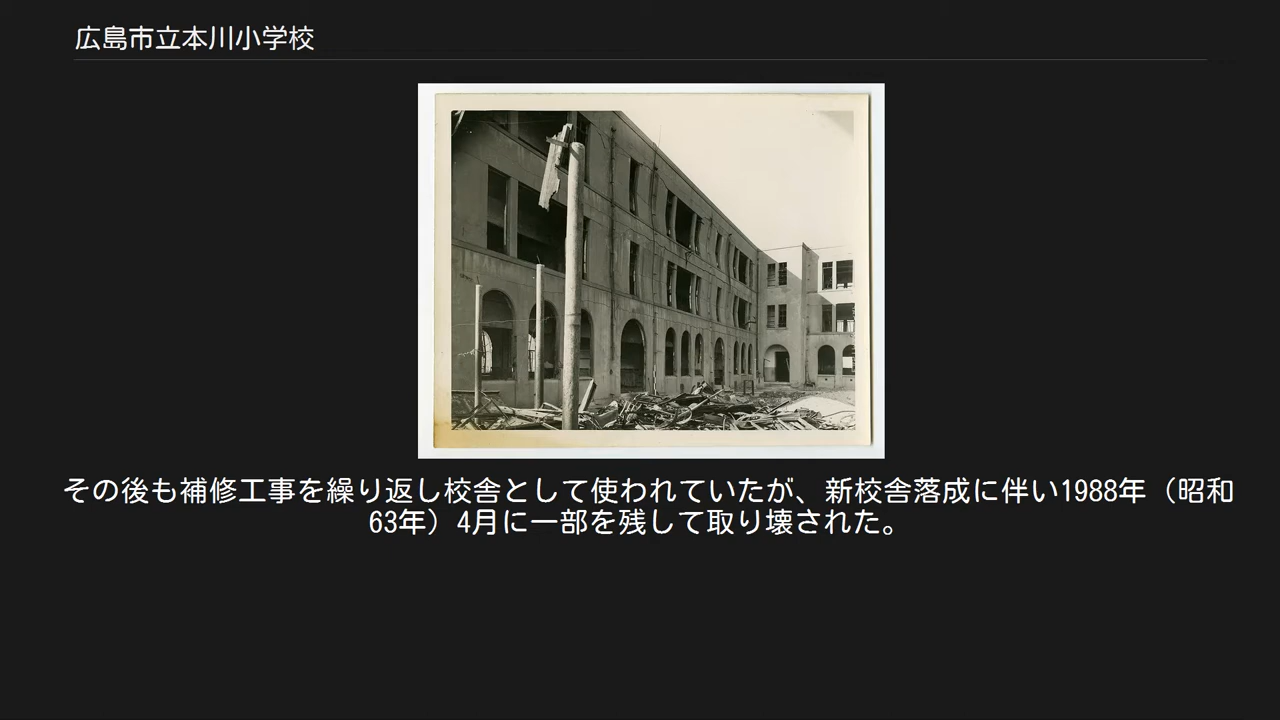 広島市立本川小学校
その後も補修工事を繰り返し校舎として使われていたが、新校舎落成に伴い1988年（昭和
63年）4月に一部を残して取り壊された。